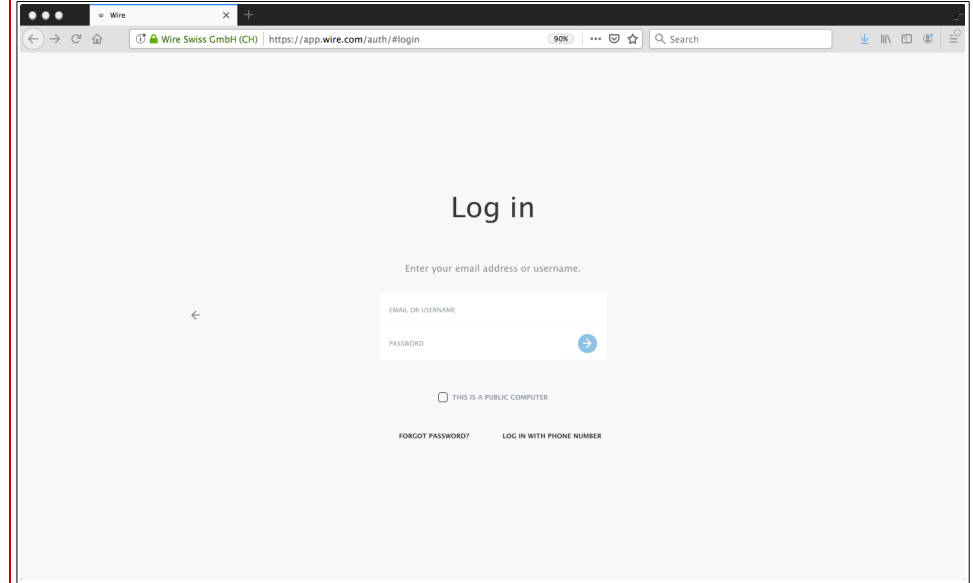 Wire
Wire Swiss GmbH (CH) https://app.wire.com/auth/#login 90% Search
Log in
Enter your email address or username.
EMAIL OR USERNAME
PASSWORD
THIS IS A PUBLIC COMPUTER
FORGOT PASSWORD? LOG IN WITH PHONE NUMBER